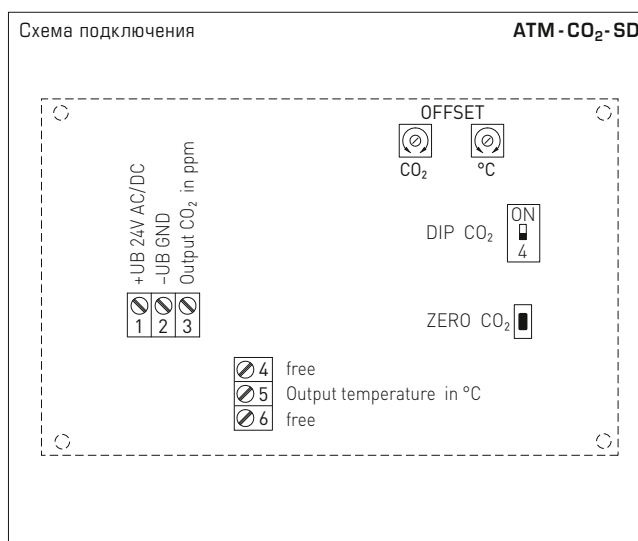 Схема подключения
ATM-CO₂-SD
OFFSET
CO₂
°C
+UB 24V AC/DC
–UB GND
Output CO₂ in ppm
DIP CO₂
ON
4
1
2
3
ZERO CO₂
4 free
5 Output temperature in °C
6 free